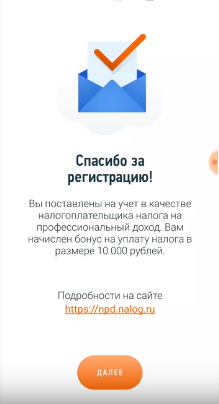 Спасибо за
регистрацию!
Вы поставлены на учет в качестве
налогоплательщика налога на
профессиональный доход. Вам
начислен бонус на уплату налога в
размере 10 000 рублей.
Подробности на сайте
https://npd.nalog.ru
ДАЛЕЕ